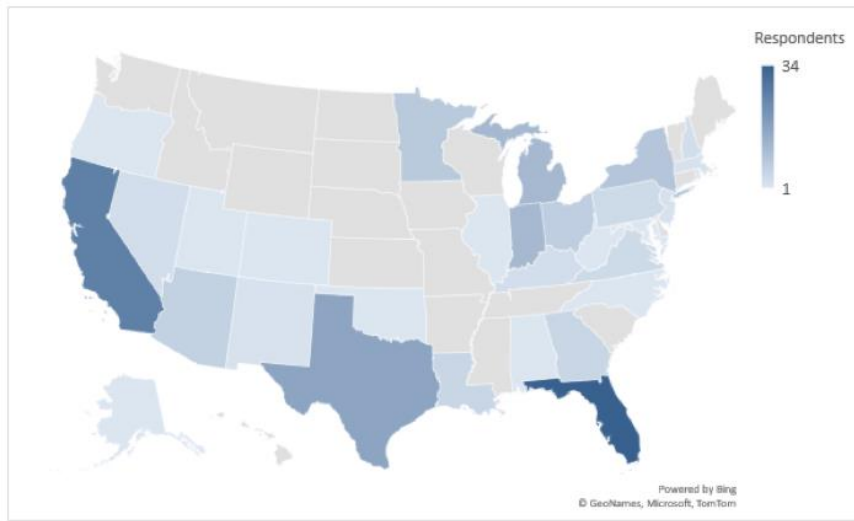 Respondents
34
1
Powered by Bing
© GeoNames, Microsoft, TomTom